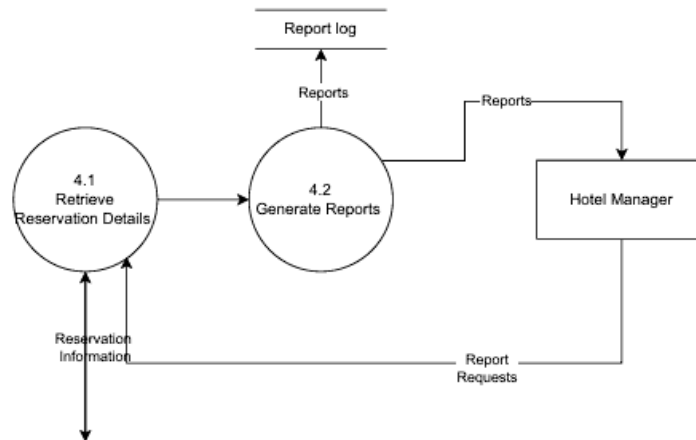 Report log
Reports
Reports
4.1
Retrieve
Reservation Details
4.2
Generate Reports
Hotel Manager
Reservation
Information
Report
Requests